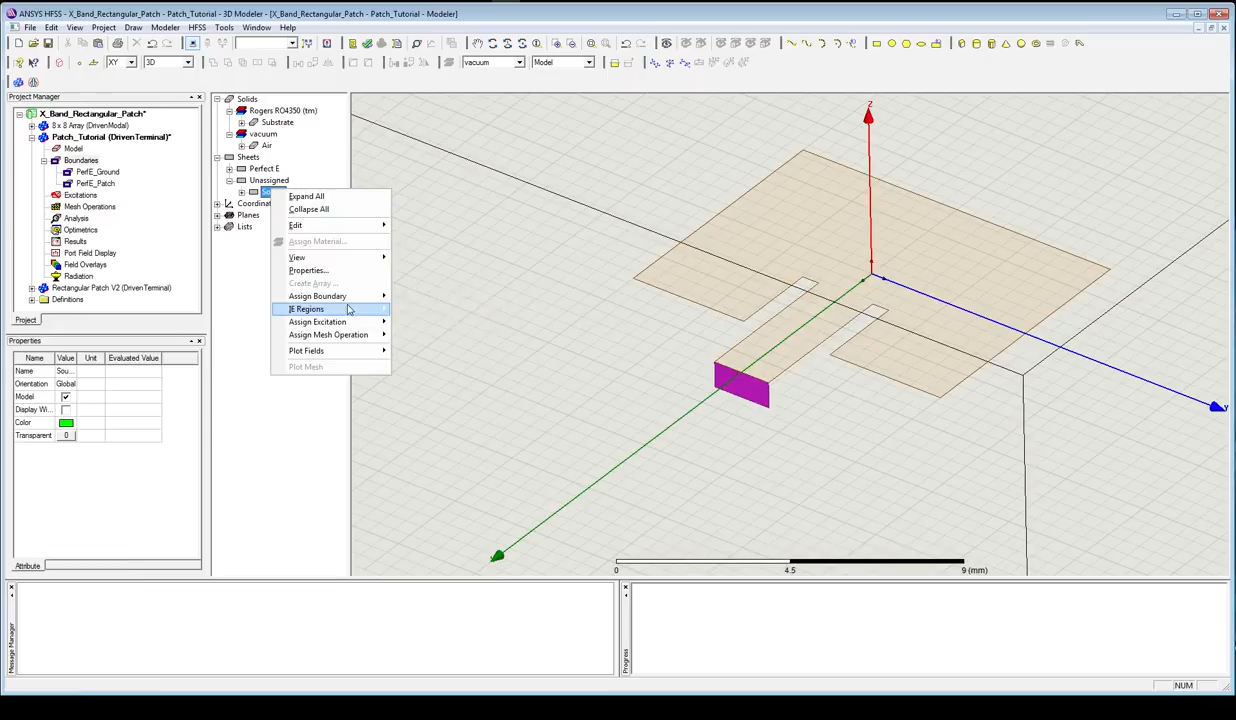 ANSYS HFSS - X_Band_Rectangular_Patch - Patch_Tutorial - 3D Modeler - [X_Band_Rectangular_Patch - Patch_Tutorial - Modeler]
File Edit View Project Draw Modeler HFSS Tools Window Help
XY 3D vacuum Model
Project Manager
X_Band_Rectangular_Patch*
8 x 8 Array (DrivenModal)
Patch_Tutorial (DrivenTerminal)*
Model
Boundaries
PerfE_Ground
PerfE_Patch
Excitations
Mesh Operations
Analysis
Optimetrics
Results
Port Field Display
Field Overlays
Radiation
Rectangular Patch V2 (DrivenTerminal)
Definitions
Project
Properties
Name Value Unit Evaluated Value
Name Sou...
Orientation Global
Model
Display Wi...
Color
Transparent 0
Attribute
Solids
Rogers RO4350 (tm)
Substrate
vacuum
Air
Sheets
Perfect E
Unassigned
Planes
Lists
Expand All
Collapse All
Edit
Assign Material...
View
Properties...
Create Array ...
Assign Boundary
IE Regions
Assign Excitation
Assign Mesh Operation
Plot Fields
Plot Mesh
Z
Y
0 4.5 9 (mm)
Message Manager
Progress
NUM